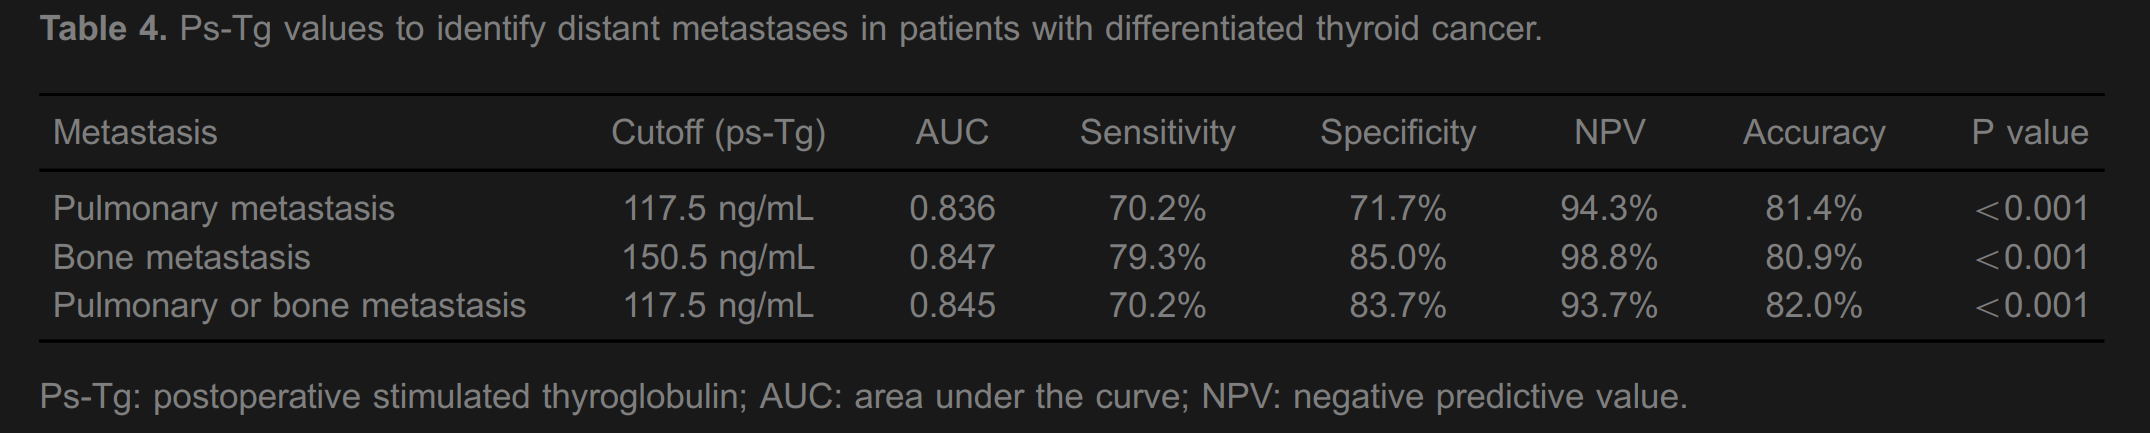 Table 4. Ps-Tg values to identify distant metastases in patients with differentiated thyroid cancer.
Metastasis Cutoff (ps-Tg) AUC Sensitivity Specificity NPV Accuracy P value
Pulmonary metastasis 117.5 ng/mL 0.836 70.2% 71.7% 94.3% 81.4% <0.001
Bone metastasis 150.5 ng/mL 0.847 79.3% 85.0% 98.8% 80.9% <0.001
Pulmonary or bone metastasis 117.5 ng/mL 0.845 70.2% 83.7% 93.7% 82.0% <0.001
Ps-Tg: postoperative stimulated thyroglobulin; AUC: area under the curve; NPV: negative predictive value.